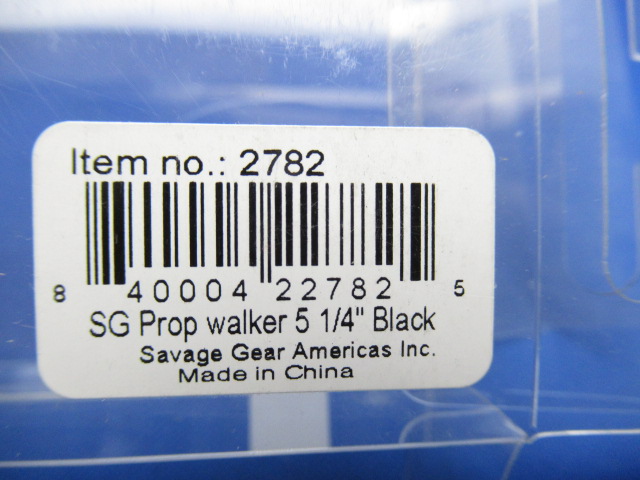 Item no.: 2782
8 40004 22782 5
SG Prop walker 5 1/4" Black
Savage Gear Americas Inc.
Made in China